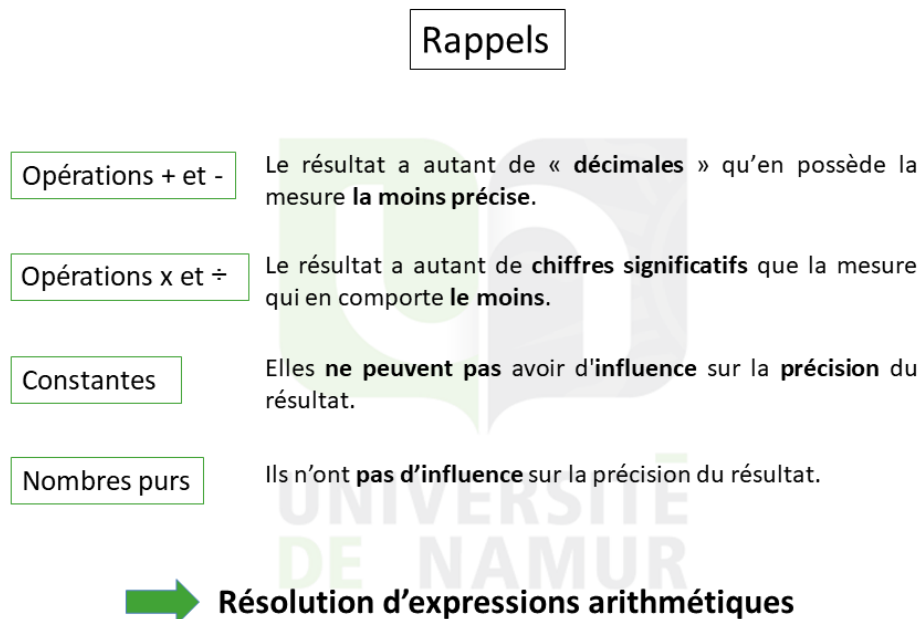 Rappels
Opérations + et -
Le résultat a autant de « décimales » qu’en possède la
mesure la moins précise.
Opérations x et ÷
Le résultat a autant de chiffres significatifs que la mesure
qui en comporte le moins.
Constantes
Elles ne peuvent pas avoir d'influence sur la précision du
résultat.
Nombres purs
Ils n’ont pas d’influence sur la précision du résultat.
UNIVERSITÉ
DE NAMUR
Résolution d’expressions arithmétiques